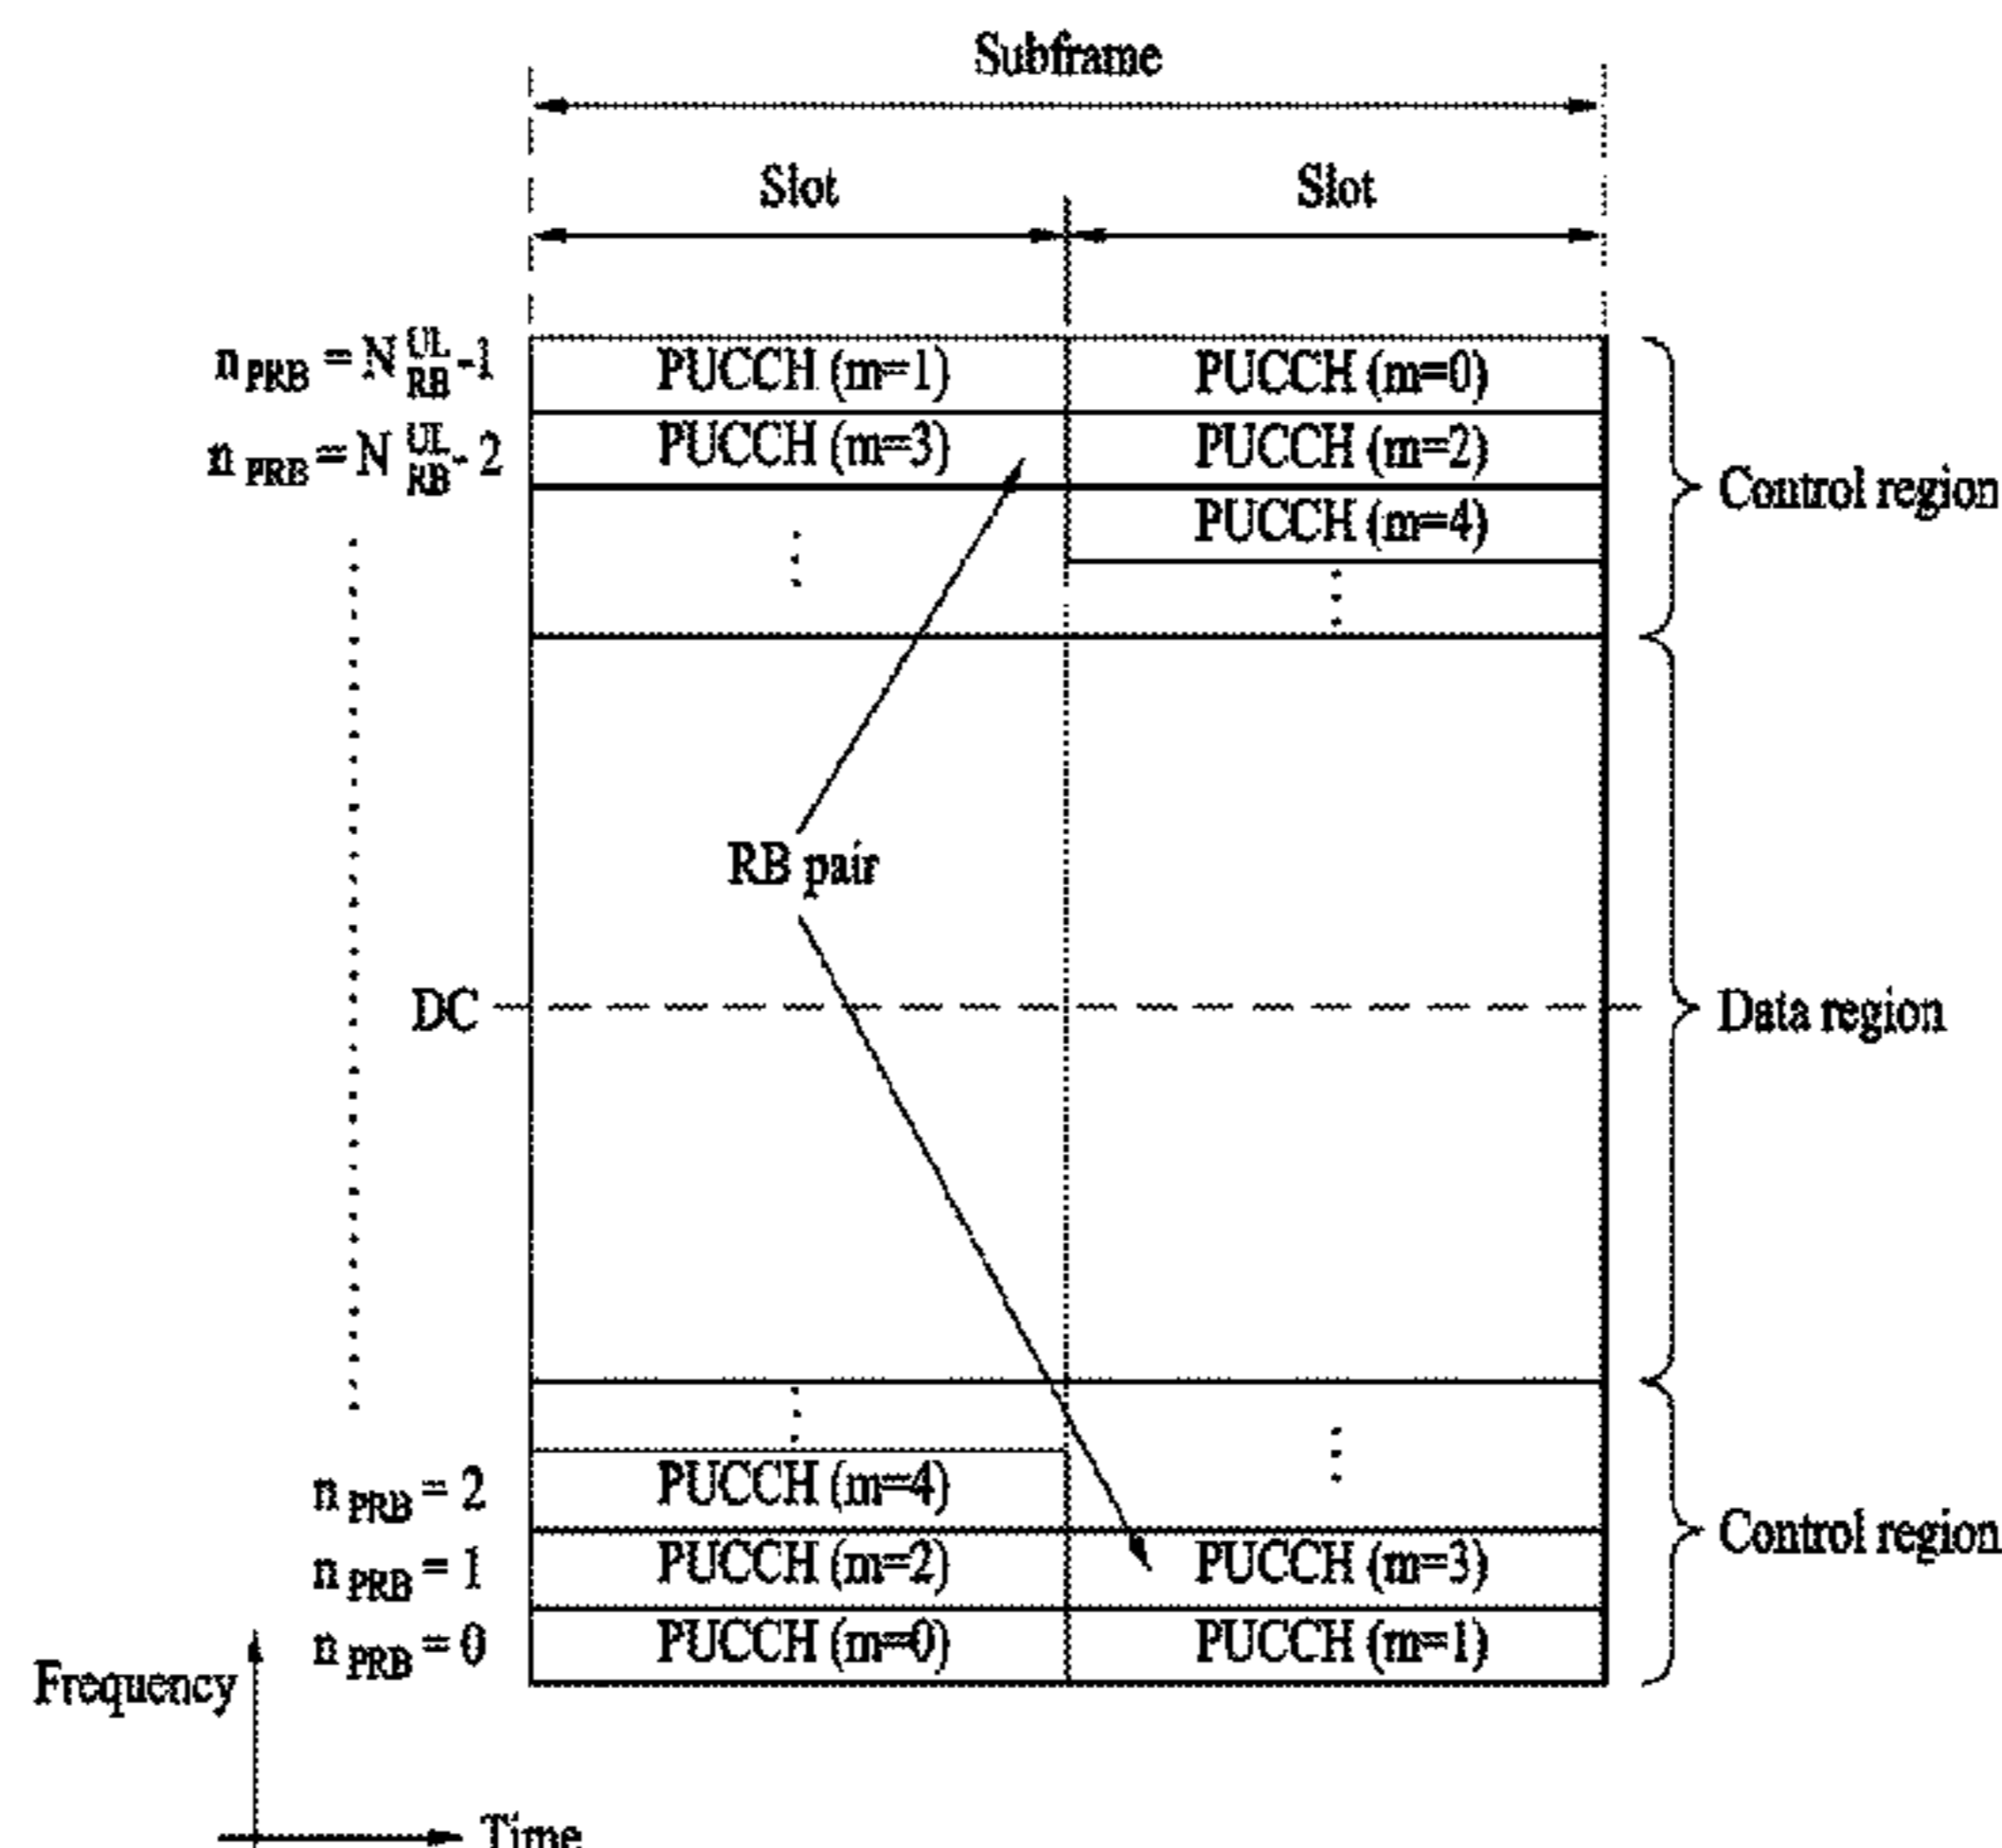 Subframe
Slot Slot
n PRB = N UL RB -1 PUCCH (m=1) PUCCH (m=0)
n PRB = N UL RB - 2 PUCCH (m=3) PUCCH (m=2)
Control region
PUCCH (m=4)
RB pair
DC
Data region
n PRB = 2 PUCCH (m=4)
Control region
n PRB = 1 PUCCH (m=2) PUCCH (m=3)
n PRB = 0 PUCCH (m=0) PUCCH (m=1)
Frequency
Time